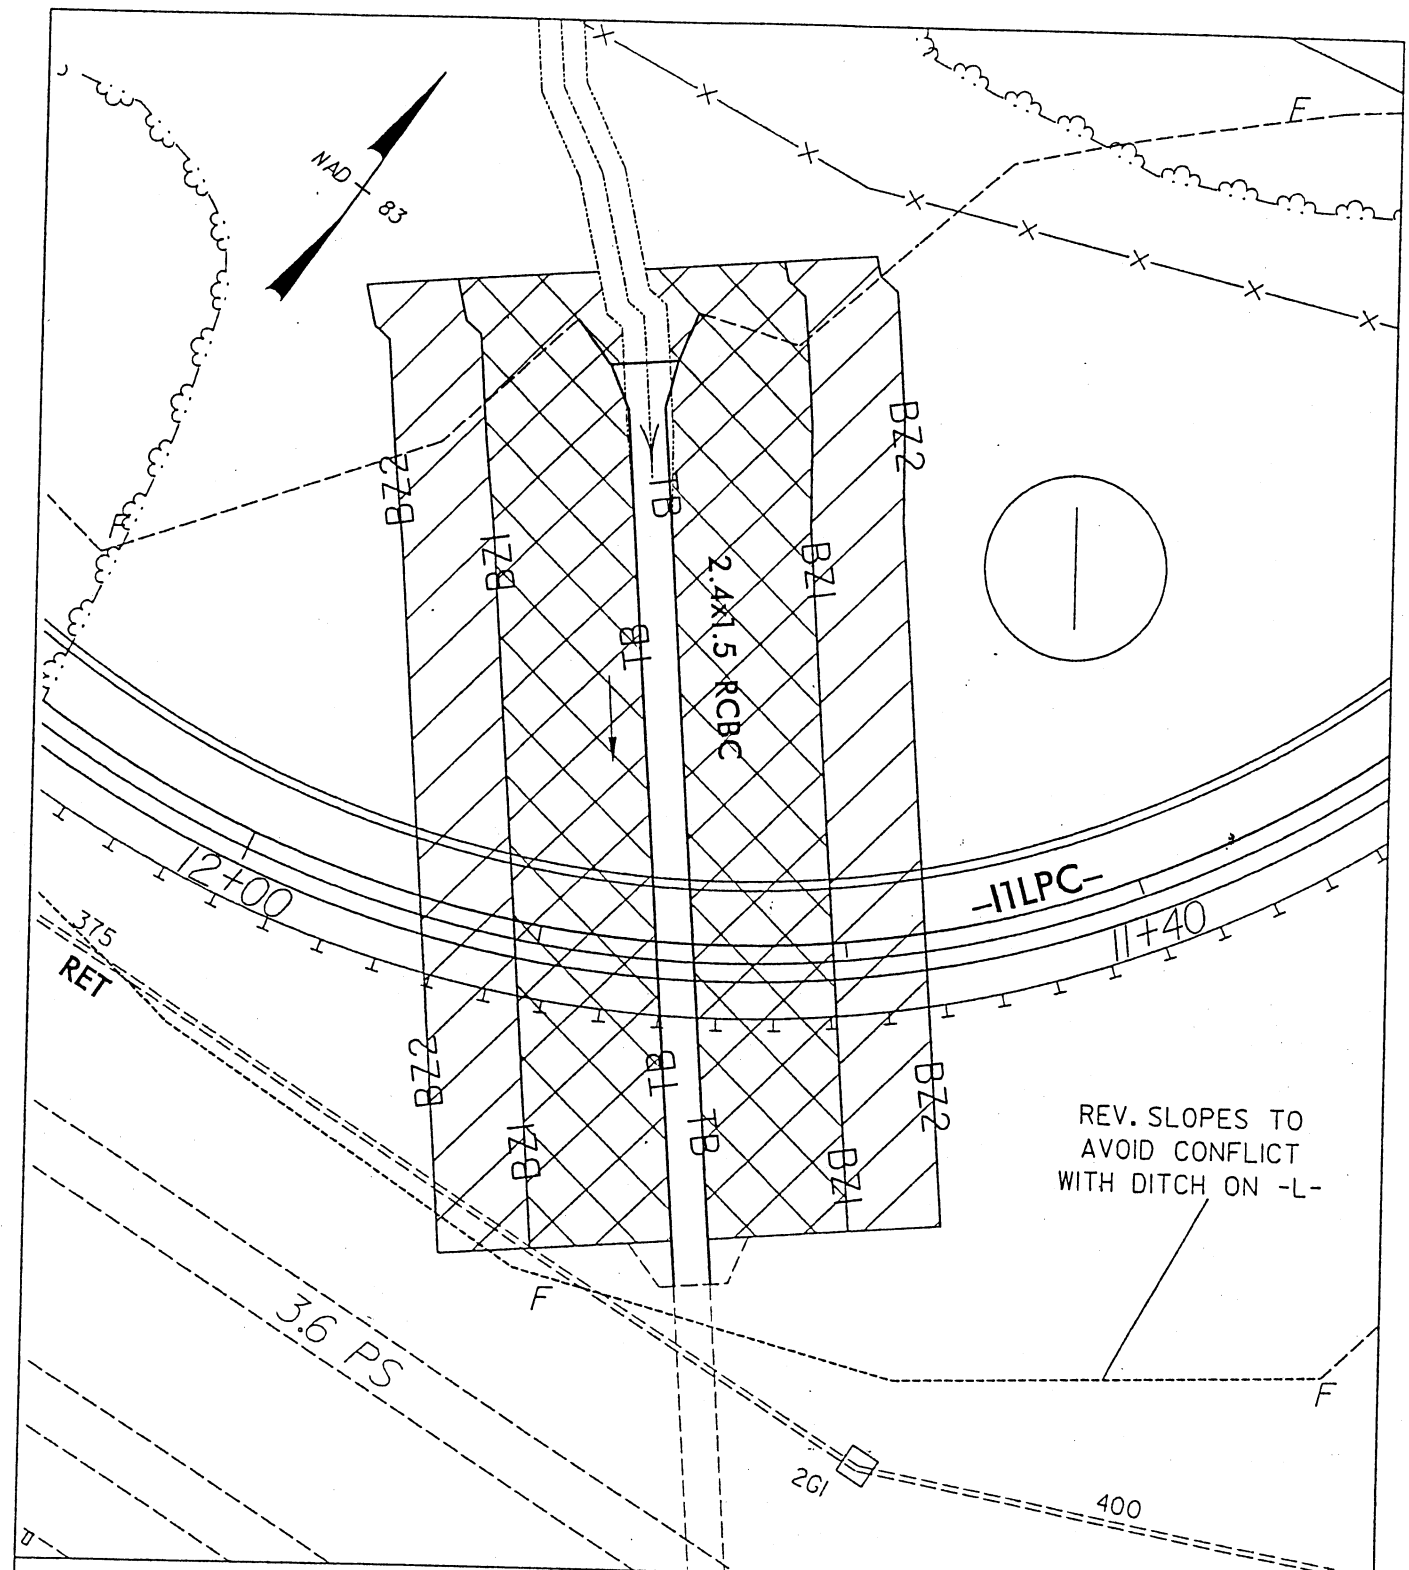 F
NAD
83
BZ2
BZ2
TB
BZ1
BZ1
F
2.4x1.5 RCBC
TB
12+00
-I1LPC-
11+40
375
RET
BZ2
TB
BZ2
TB
BZ1
BZ1
REV. SLOPES TO
AVOID CONFLICT
WITH DITCH ON -L-
F
3.6 PS
F
2GI
400